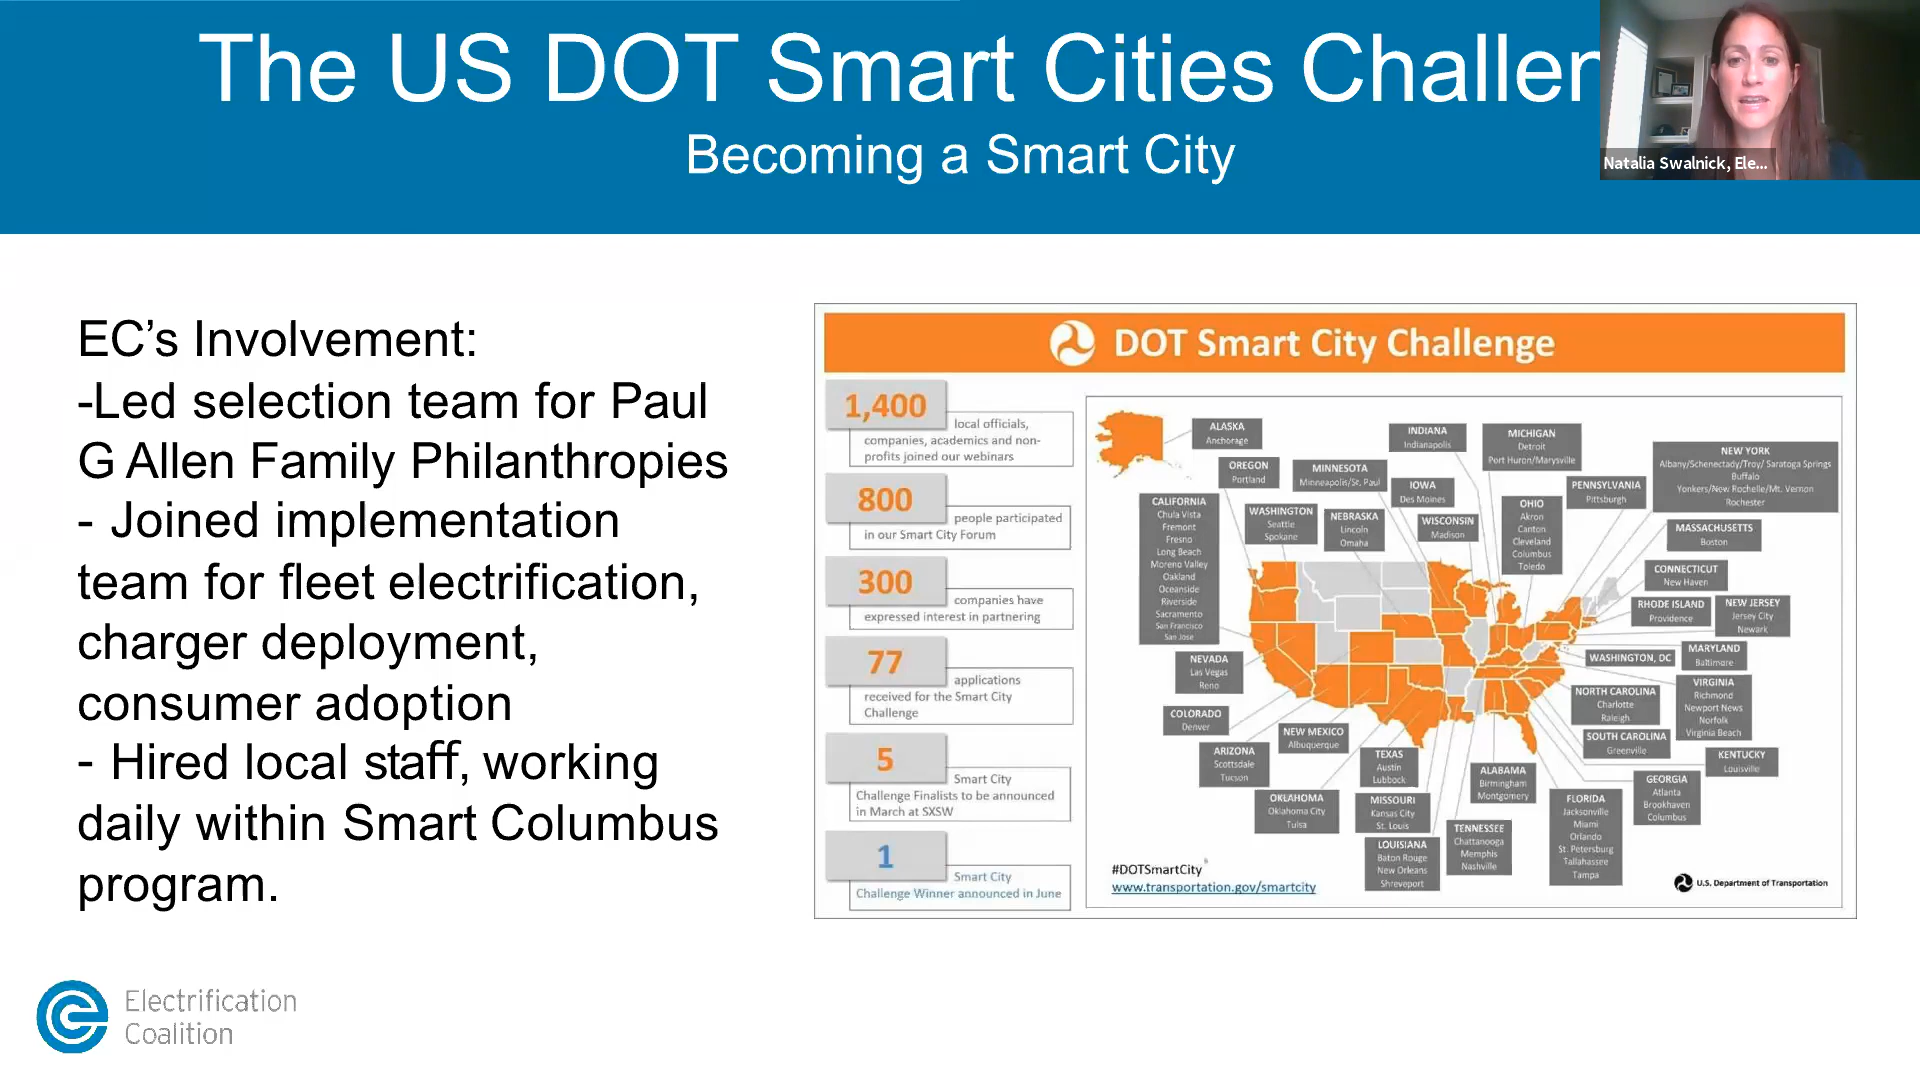 The US DOT Smart Cities Challen
Becoming a Smart City
Natalia Swalnick, Ele...
EC’s Involvement:
-Led selection team for Paul
G Allen Family Philanthropies
- Joined implementation
team for fleet electrification,
charger deployment,
consumer adoption
- Hired local staff, working
daily within Smart Columbus
program.
DOT Smart City Challenge
1,400
local officials,
companies, academics and non-
profits joined our webinars
800
people participated
in our Smart City Forum
300
companies have
expressed interest in partnering
77
applications
received for the Smart City
Challenge
5
Smart City
Challenge Finalists to be announced
in March at SXSW
1
Smart City
Challenge Winner announced in June
ALASKA
Anchorage
OREGON
Portland
CALIFORNIA
Chula Vista
Fremont
Fresno
Long Beach
Moreno Valley
Oakland
Oceanside
Riverside
Sacramento
San Francisco
San Jose
WASHINGTON
Seattle
Spokane
MINNESOTA
Minneapolis/St. Paul
NEBRASKA
Lincoln
Omaha
INDIANA
Indianapolis
IOWA
Des Moines
WISCONSIN
Madison
MICHIGAN
Detroit
Port Huron/Marysville
OHIO
Akron
Canton
Cleveland
Columbus
Toledo
PENNSYLVANIA
Pittsburgh
NEW YORK
Albany/Schenectady/Troy/ Saratoga Springs
Buffalo
Yonkers/New Rochelle/Mt. Vernon
Rochester
MASSACHUSETTS
Boston
CONNECTICUT
New Haven
RHODE ISLAND
Providence
NEW JERSEY
Jersey City
Newark
WASHINGTON, DC
MARYLAND
Baltimore
VIRGINIA
Richmond
Newport News
Norfolk
Virginia Beach
NORTH CAROLINA
Charlotte
Raleigh
SOUTH CAROLINA
Greenville
KENTUCKY
Louisville
GEORGIA
Atlanta
Brookhaven
Columbus
FLORIDA
Jacksonville
Miami
Orlando
St. Petersburg
Tallahassee
Tampa
ALABAMA
Birmingham
Montgomery
TENNESSEE
Chattanooga
Memphis
Nashville
NEVADA
Las Vegas
Reno
COLORADO
Denver
ARIZONA
Scottsdale
Tucson
NEW MEXICO
Albuquerque
OKLAHOMA
Oklahoma City
Tulsa
TEXAS
Austin
Lubbock
MISSOURI
Kansas City
St. Louis
LOUISIANA
Baton Rouge
New Orleans
Shreveport
#DOTSmartCity
www.transportation.gov/smartcity
U.S. Department of Transportation
Electrification
Coalition